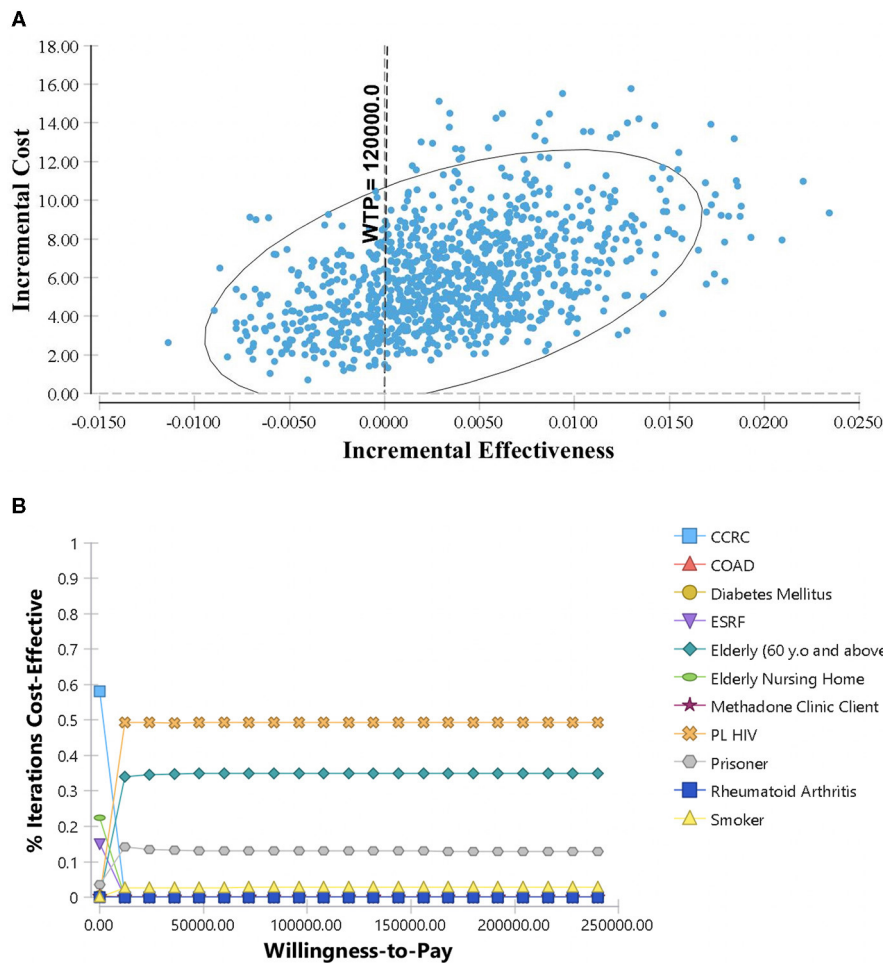 A
18.00
16.00
14.00
12.00
10.00
8.00
6.00
4.00
2.00
0.00
Incremental Cost
WTP = 120000.0
-0.0150 -0.0100 -0.0050 0.0000 0.0050 0.0100 0.0150 0.0200 0.0250
Incremental Effectiveness
B
1
0.9
0.8
0.7
0.6
0.5
0.4
0.3
0.2
0.1
0
% Iterations Cost-Effective
0.00 50000.00 100000.00 150000.00 200000.00 250000.00
Willingness-to-Pay
CCRC
COAD
Diabetes Mellitus
ESRF
Elderly (60 y.o and above
Elderly Nursing Home
Methadone Clinic Client
PL HIV
Prisoner
Rheumatoid Arthritis
Smoker